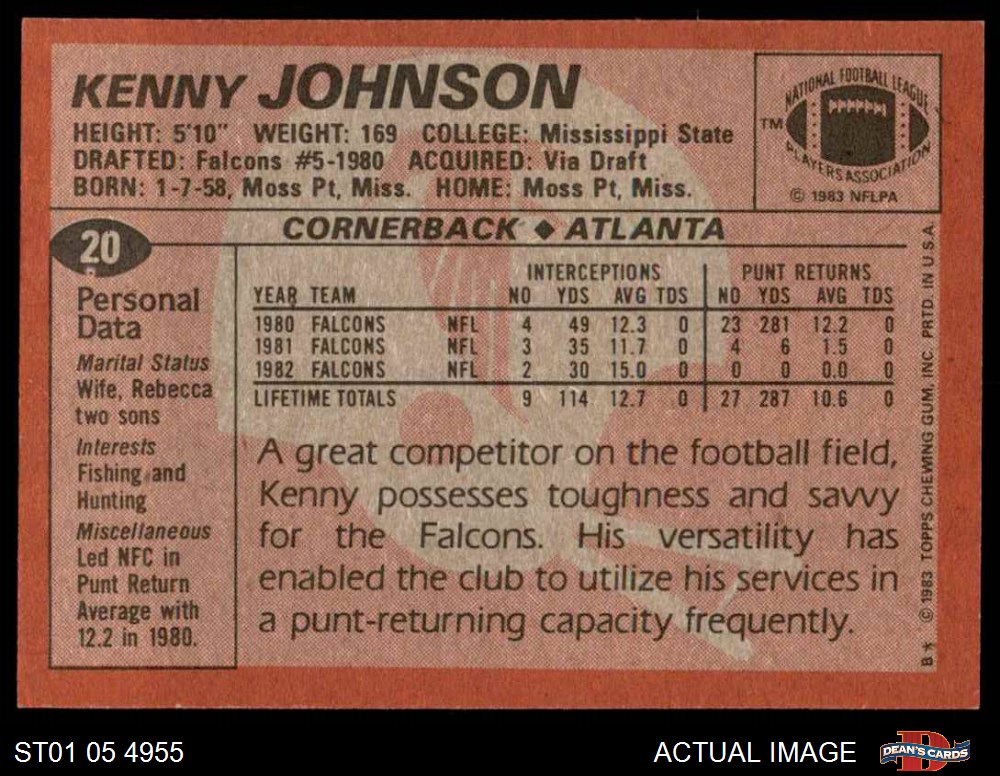 KENNY JOHNSON
HEIGHT: 5'10" WEIGHT: 169 COLLEGE: Mississippi State
DRAFTED: Falcons #5-1980 ACQUIRED: Via Draft
BORN: 1-7-58, Moss Pt, Miss. HOME: Moss Pt, Miss.
NATIONAL FOOTBALL LEAGUE
TM
PLAYERS ASSOCIATION
© 1983 NFLPA
CORNERBACK ◆ ATLANTA
20
Personal
Data
Marital Status
Wife, Rebecca
two sons
Interests
Fishing and
Hunting
Miscellaneous
Led NFC in
Punt Return
Average with
12.2 in 1980.
INTERCEPTIONS PUNT RETURNS
YEAR TEAM NO YDS AVG TDS NO YDS AVG TDS
1980 FALCONS NFL 4 49 12.3 0 23 281 12.2 0
1981 FALCONS NFL 3 35 11.7 0 4 6 1.5 0
1982 FALCONS NFL 2 30 15.0 0 0 0 0.0 0
LIFETIME TOTALS 9 114 12.7 0 27 287 10.6 0
A great competitor on the football field,
Kenny possesses toughness and savvy
for the Falcons. His versatility has
enabled the club to utilize his services in
a punt-returning capacity frequently.
B* © 1983 TOPPS CHEWING GUM, INC. PRTD. IN U.S.A.
ST01 05 4955
ACTUAL IMAGE
D
DEAN'S CARDS